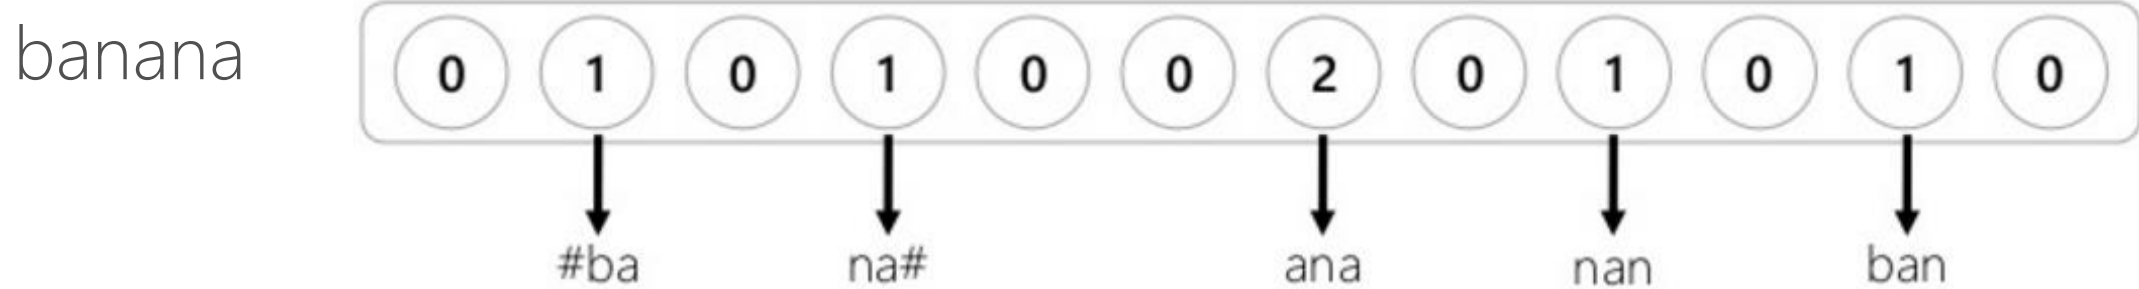 banana
0 1 0 1 0 0 2 0 1 0 1 0
#ba na# ana nan ban